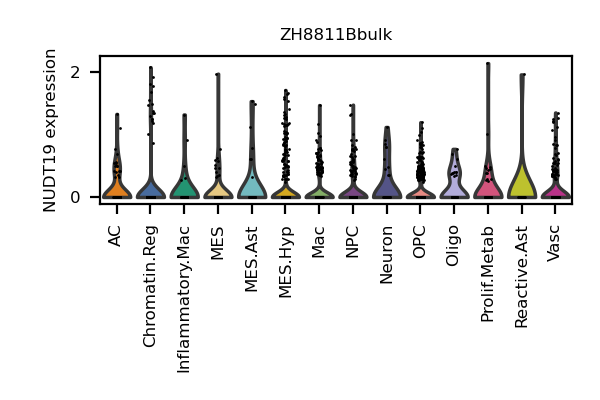 ZH8811Bbulk
NUDT19 expression
2
0
AC
Chromatin.Reg
Inflammatory.Mac
MES
MES.Ast
MES.Hyp
Mac
NPC
Neuron
OPC
Oligo
Prolif.Metab
Reactive.Ast
Vasc